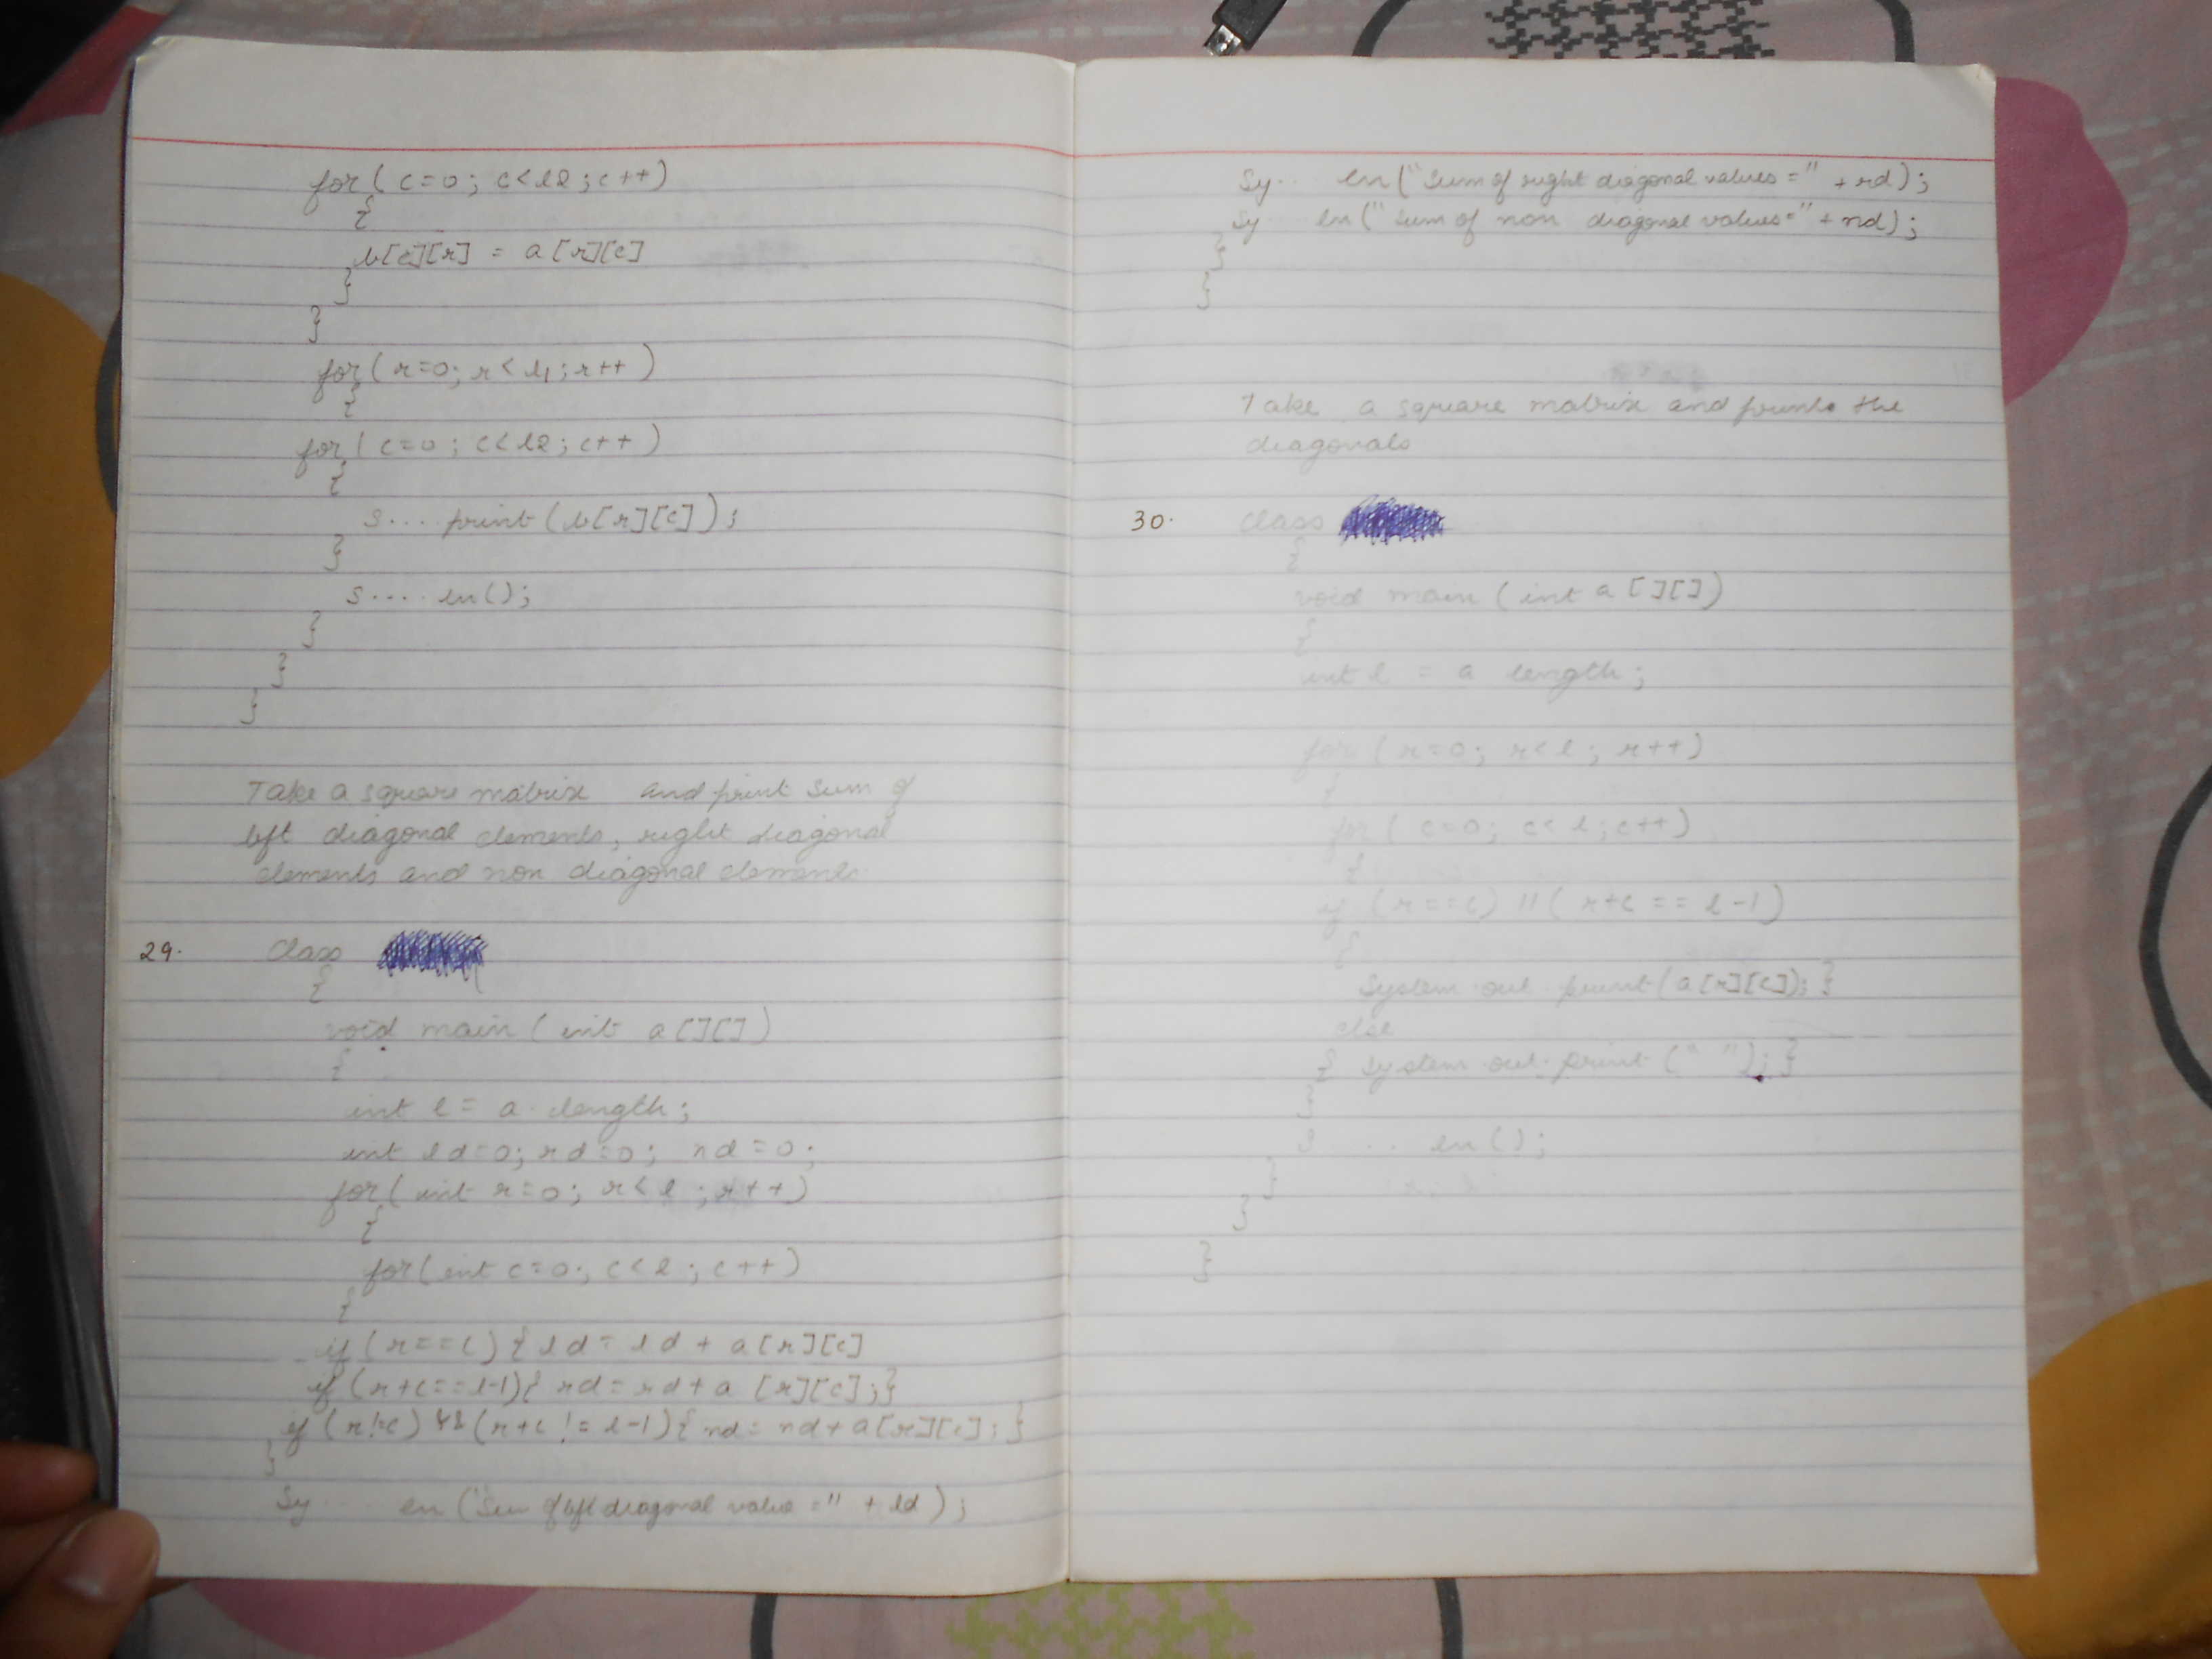 for( c=0; c<l2; c++)
{
b[c][r] = a[r][c]
}
}
for( r=0; r<l1; r++)
{
for( c=0; c<l2; c++)
{
s.... print(b[r][c]);
}
s.... ln();
}
}
}
Take a square matrix and print sum of
left diagonal elements, right diagonal
elements and non diagonal elements.
29. class
{
void main( int a[][])
{
int l = a.length;
int ld=0; rd=0; nd=0;
for( int r=0; r<l; r++)
{
for(int c=0; c<l; c++)
{
if (r==c) { ld = ld + a[r][c]
if (r+c==l-1){ rd = rd + a [r][c];}
if (r!=c) && (r+c != l-1){ nd = nd + a[r][c]; }
}
Sy.... ln ("Sum of left diagonal value =" + ld);
Sy... ln("Sum of right diagonal values =" + rd);
Sy... ln("Sum of non diagonal values=" + nd);
}
}
Take a square matrix and print the
diagonals
30. class
{
void main (int a[][])
{
int l = a length;
for (r=0; r<l; r++)
{
for( c=0; c<l; c++)
{
if (r==c) || (r+c == l-1)
{
System.out.print(a[r][c]); }
else
{ System.out.print(" "); }
}
s.... ln();
}
}
}